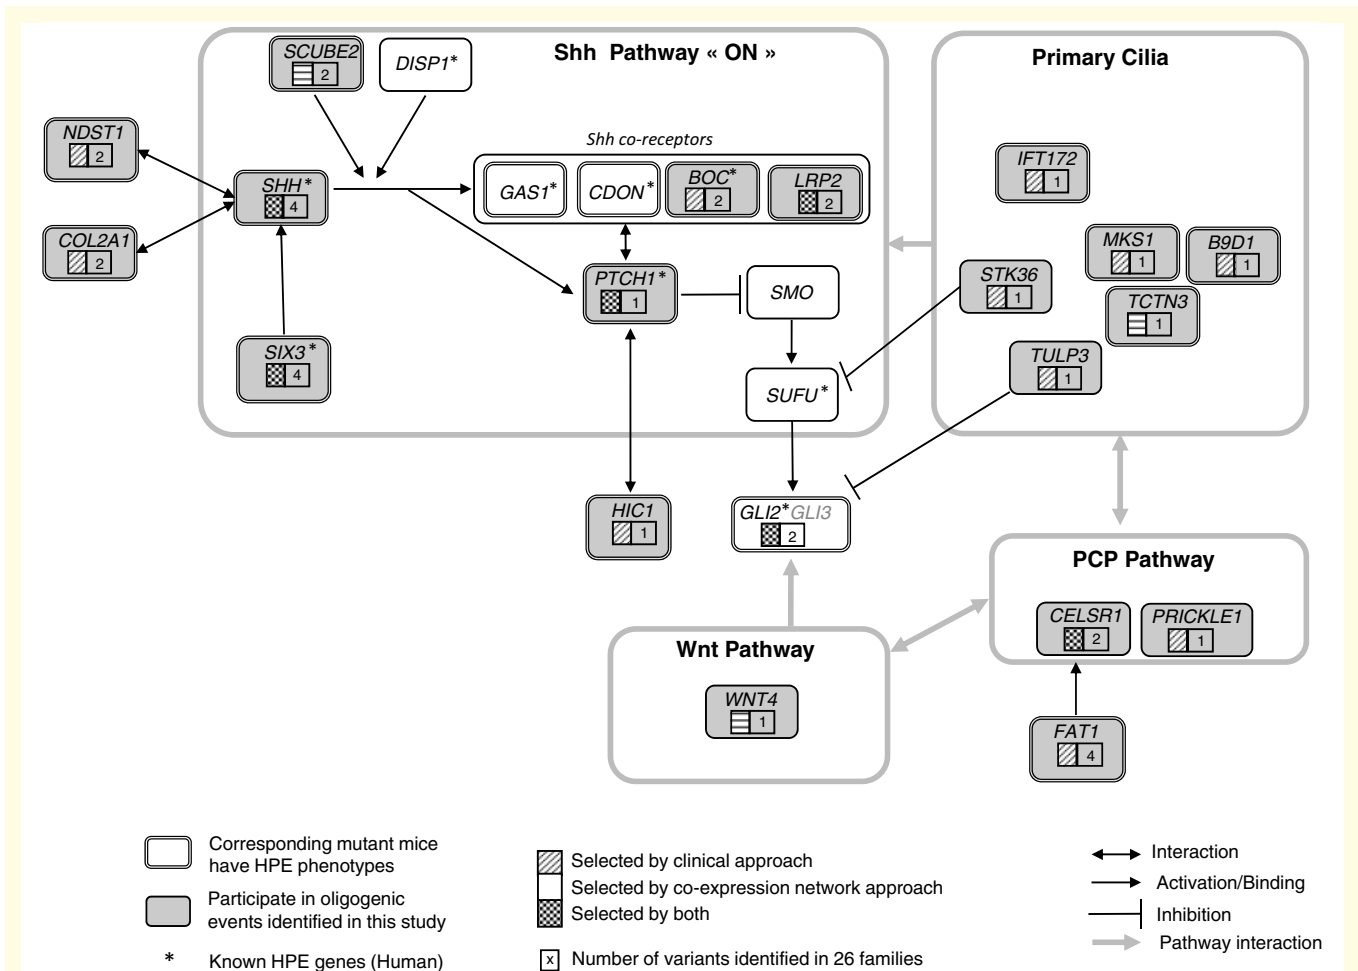 Shh Pathway « ON »
Primary Cilia
SCUBE2
2
DISP1*
NDST1
2
Shh co-receptors
SHH*
4
GAS1*
CDON*
BOC*
2
LRP2
2
IFT172
1
COL2A1
2
MKS1
1
B9D1
1
PTCH1*
1
SMO
STK36
1
TCTN3
1
SIX3*
4
SUFU*
TULP3
1
HIC1
1
GLI2*GLI3
2
PCP Pathway
CELSR1
2
PRICKLE1
1
Wnt Pathway
WNT4
1
FAT1
4
Corresponding mutant mice
have HPE phenotypes
Participate in oligogenic
events identified in this study
* Known HPE genes (Human)
Selected by clinical approach
Selected by co-expression network approach
Selected by both
x Number of variants identified in 26 families
Interaction
Activation/Binding
Inhibition
Pathway interaction